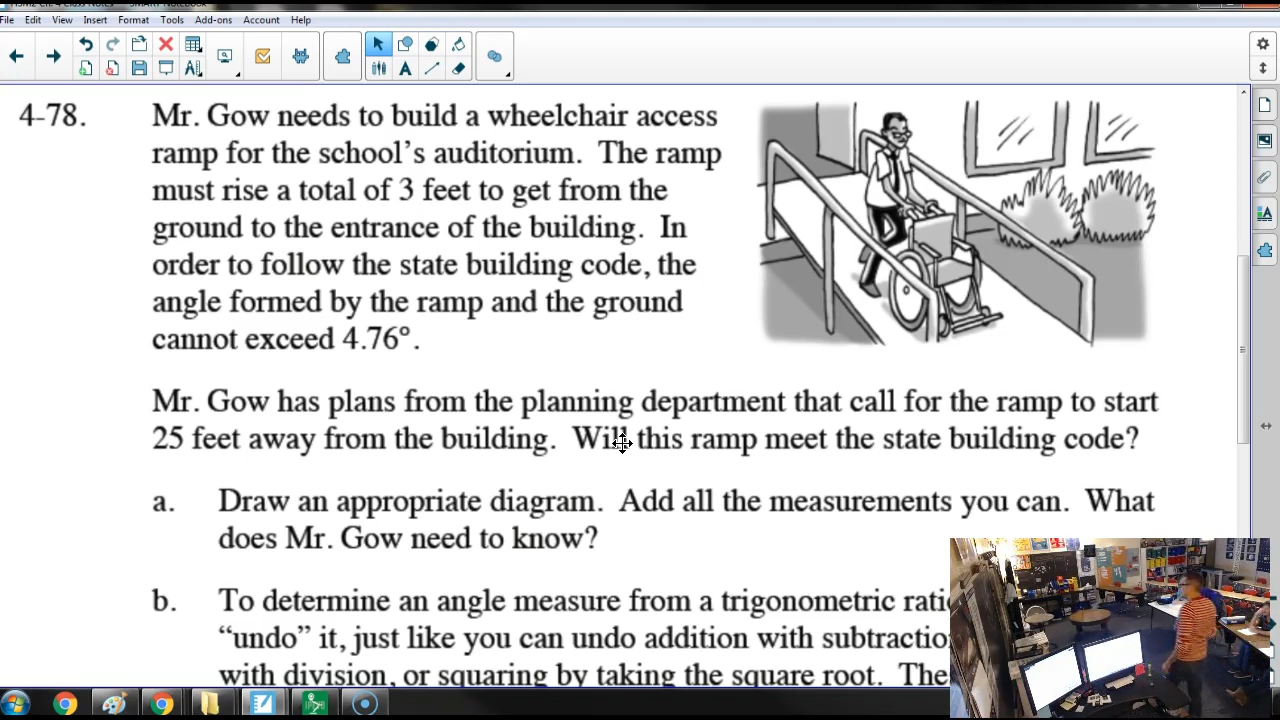 File Edit View Insert Format Tools Add-ons Account Help
4-78. Mr. Gow needs to build a wheelchair access
ramp for the school's auditorium. The ramp
must rise a total of 3 feet to get from the
ground to the entrance of the building. In
order to follow the state building code, the
angle formed by the ramp and the ground
cannot exceed 4.76°.
Mr. Gow has plans from the planning department that call for the ramp to start
25 feet away from the building. Will this ramp meet the state building code?
a. Draw an appropriate diagram. Add all the measurements you can. What
does Mr. Gow need to know?
b. To determine an angle measure from a trigonometric ratio
"undo" it, just like you can undo addition with subtractio
with division, or squaring by taking the square root. The